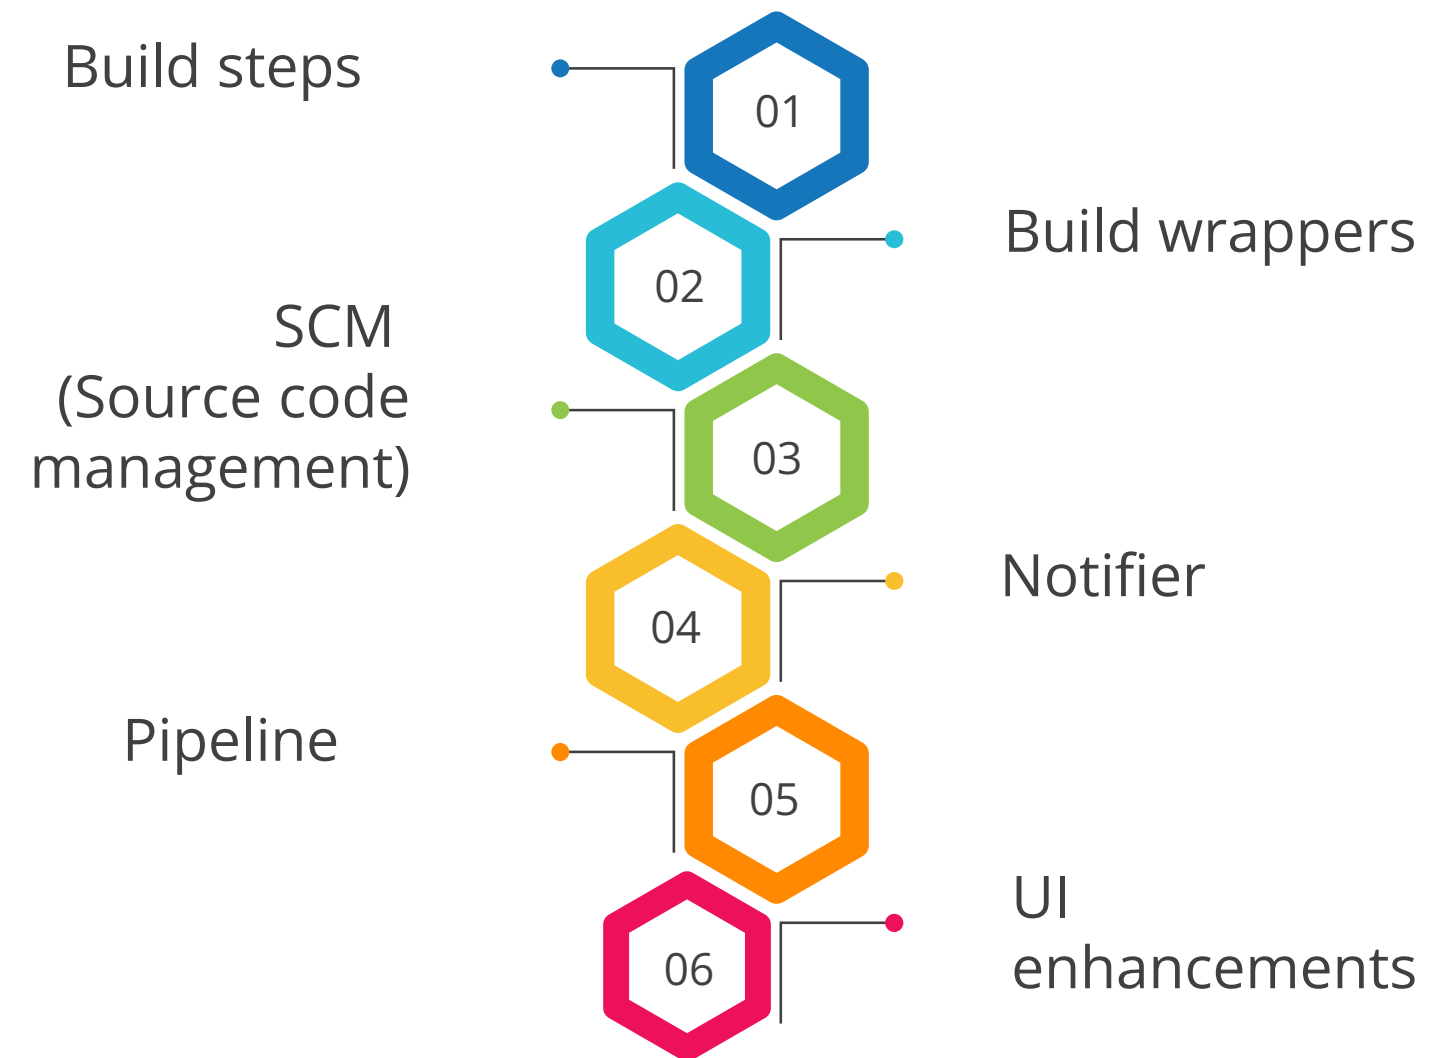 Build steps
01
Build wrappers
02
SCM
(Source code
management)
03
Notifier
04
Pipeline
05
UI
enhancements
06